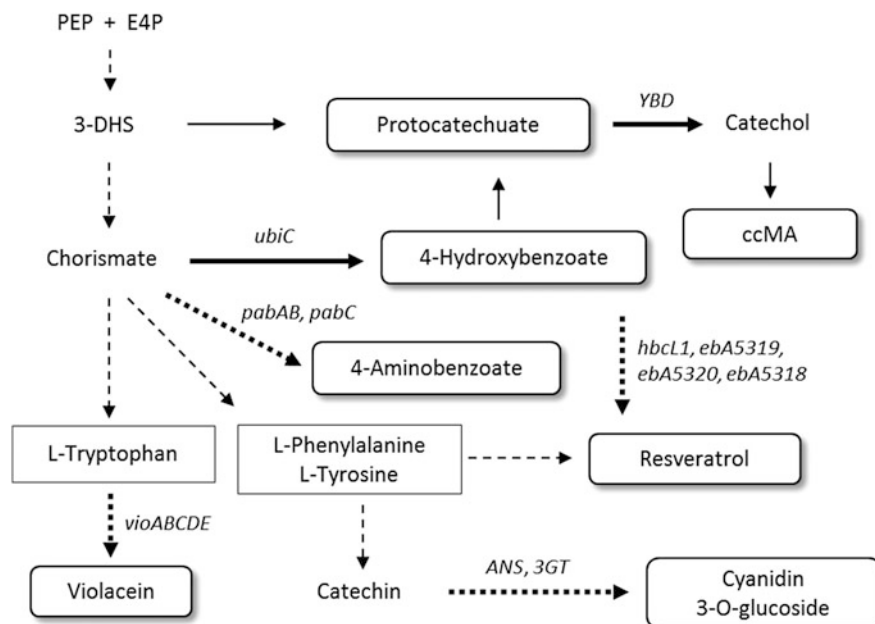 PEP + E4P
3-DHS
Protocatechuate
YBD
Catechol
Chorismate
ubiC
4-Hydroxybenzoate
ccMA
pabAB, pabC
4-Aminobenzoate
hbcL1, ebA5319,
ebA5320, ebA5318
L-Tryptophan
L-Phenylalanine
L-Tyrosine
Resveratrol
vioABCDE
Violacein
Catechin
ANS, 3GT
Cyanidin
3-O-glucoside